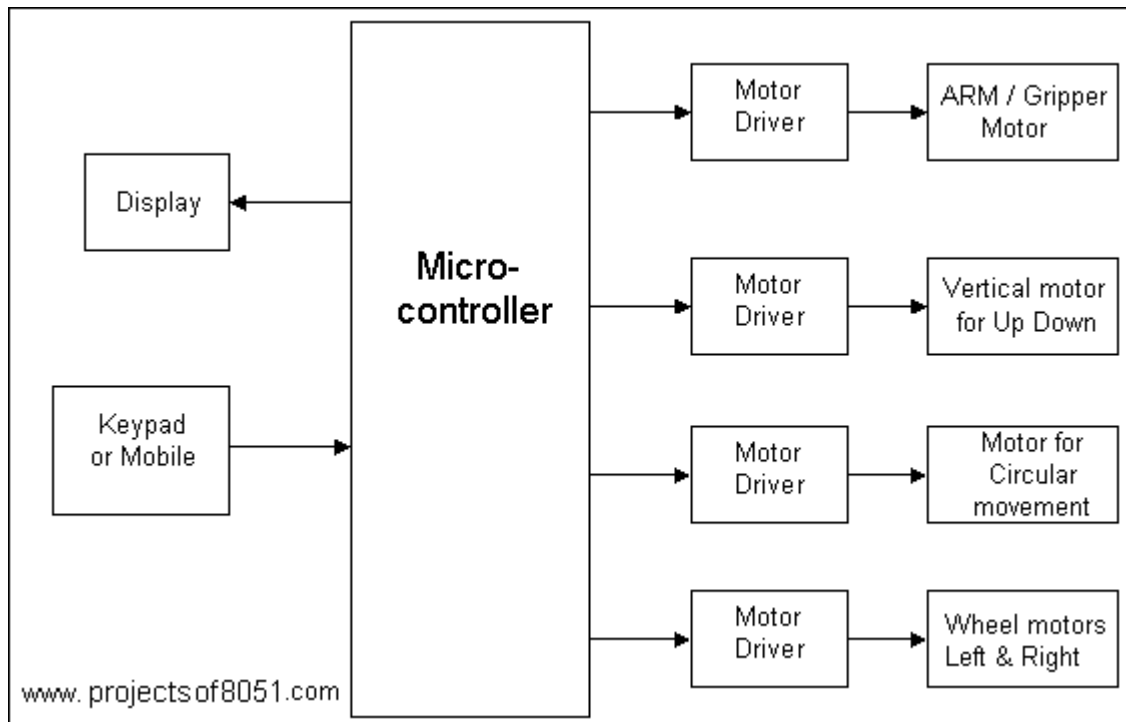 Display
Keypad
or Mobile
www. projectsof8051.com
Micro-
controller
Motor
Driver
ARM / Gripper
Motor
Motor
Driver
Vertical motor
for Up Down
Motor
Driver
Motor for
Circular
movement
Motor
Driver
Wheel motors
Left & Right